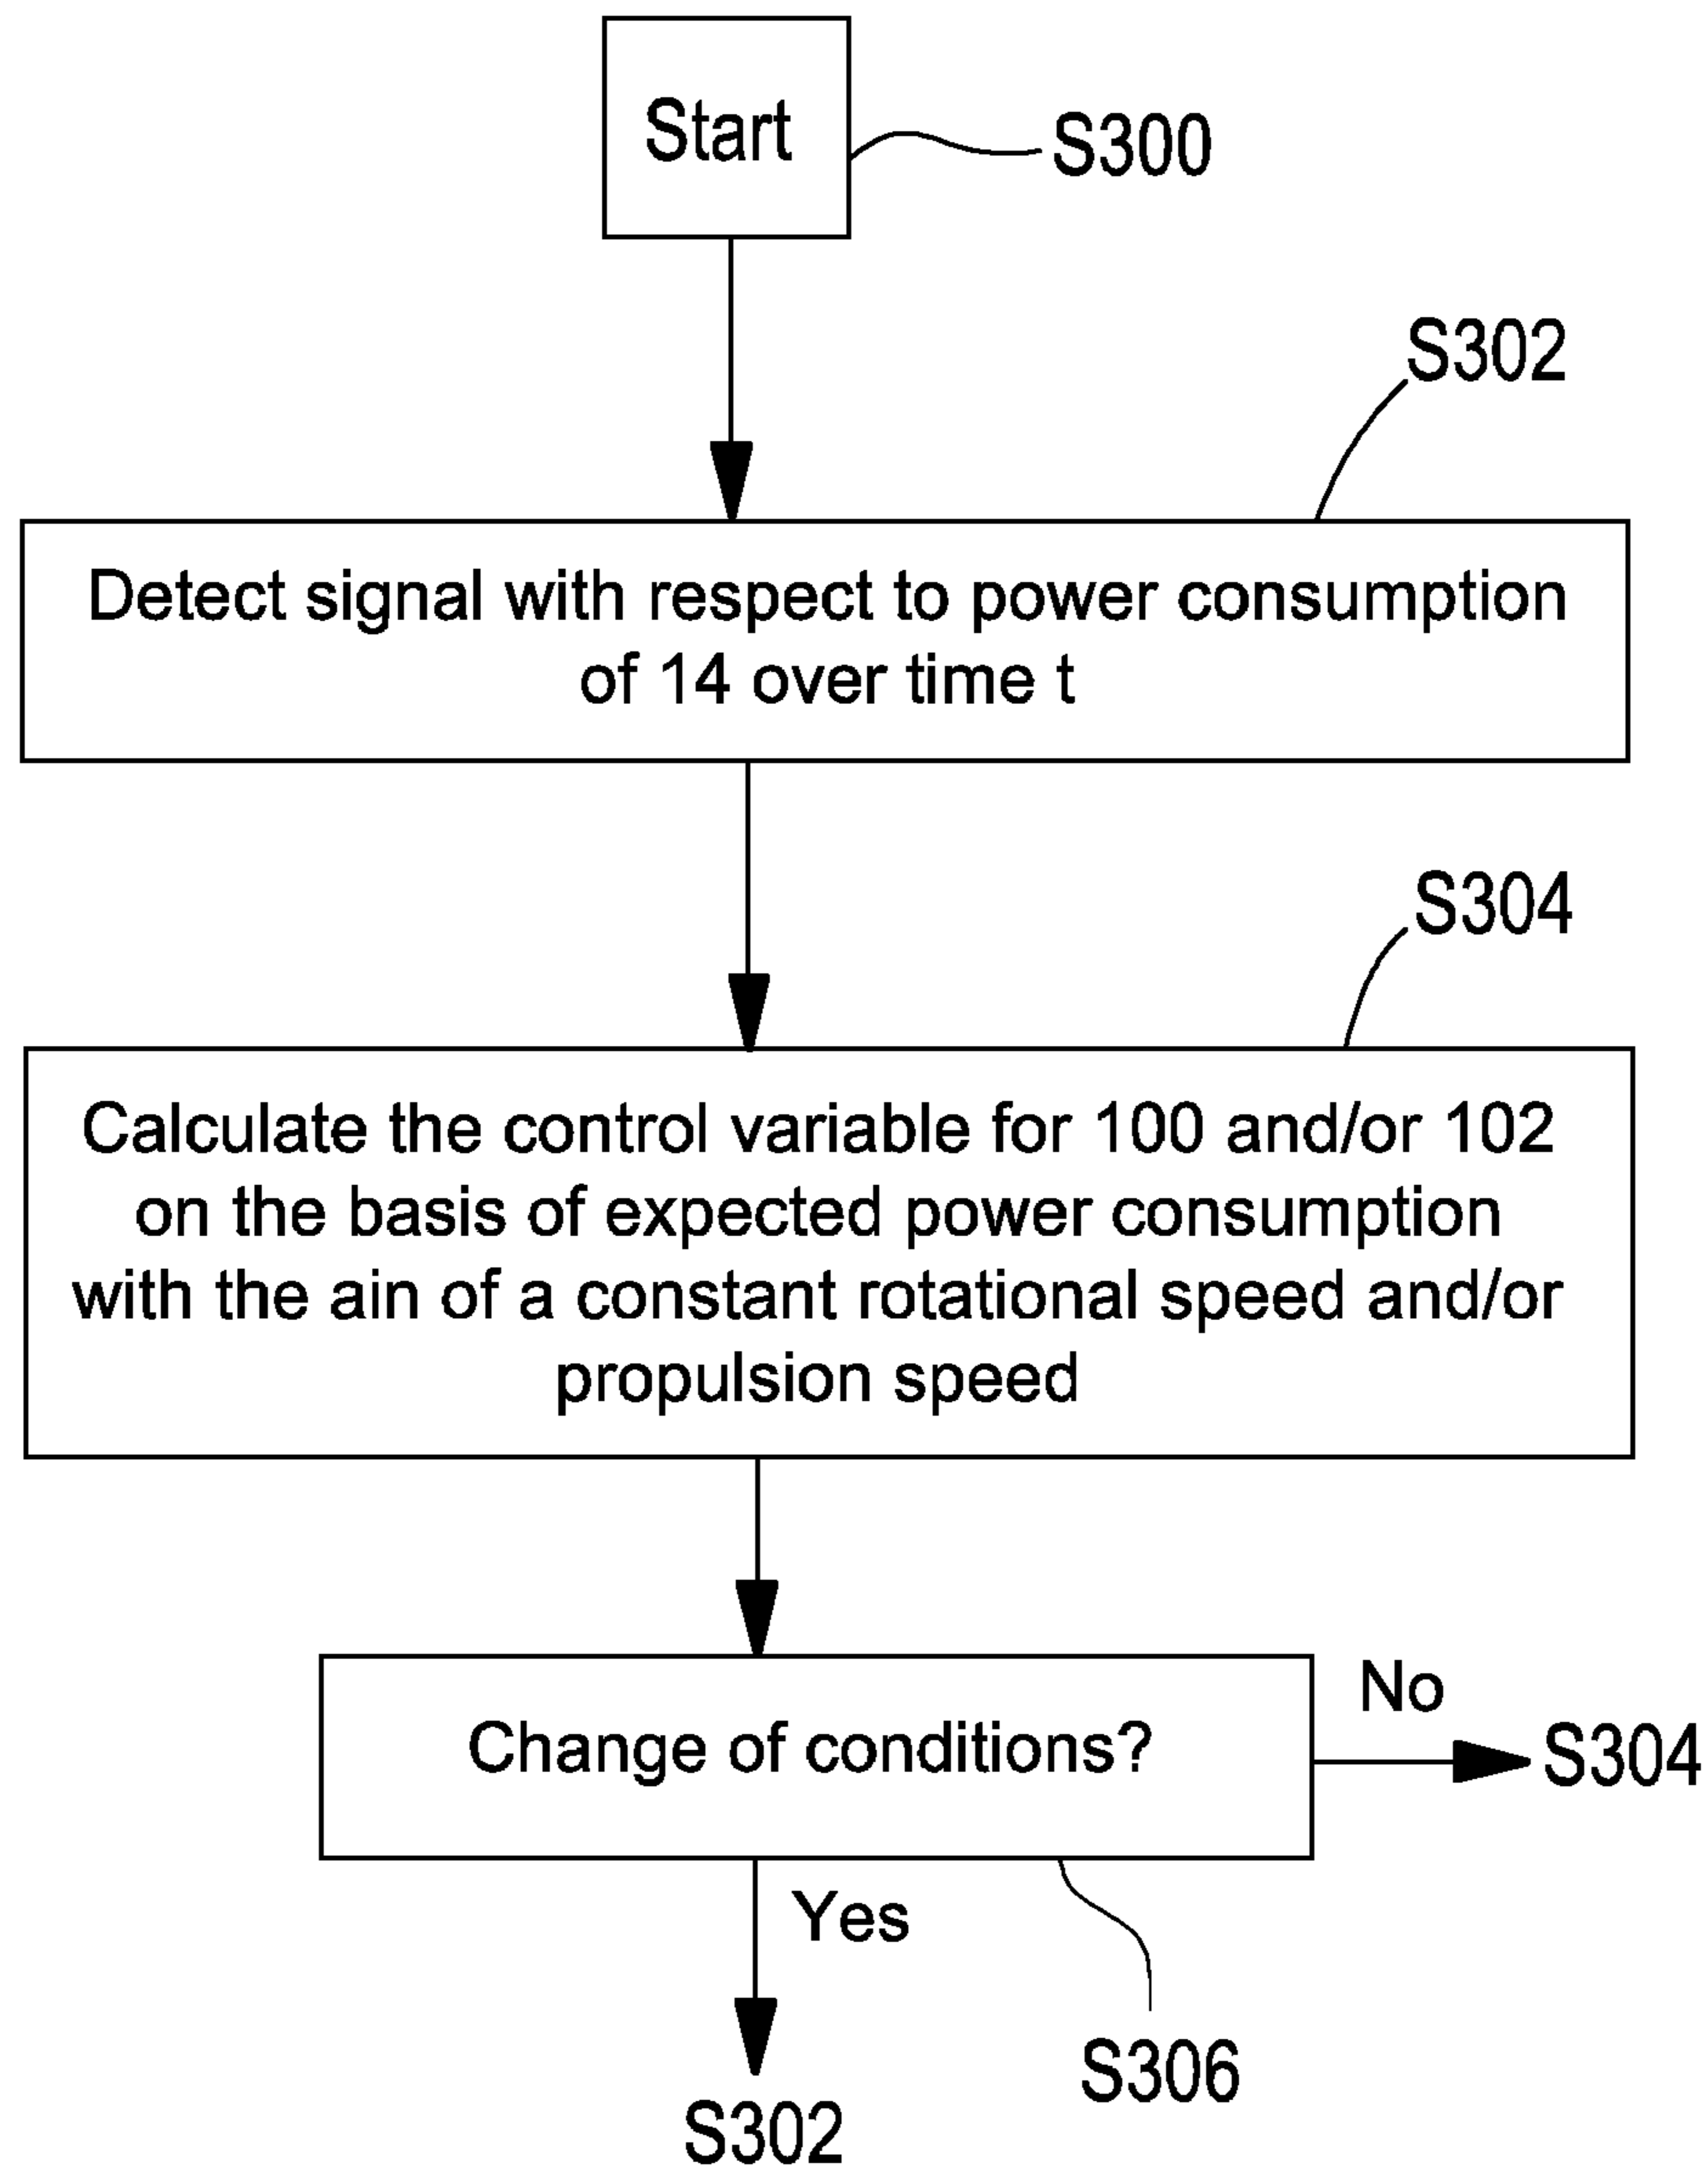 Start
S300
S302
Detect signal with respect to power consumption
of 14 over time t
S304
Calculate the control variable for 100 and/or 102
on the basis of expected power consumption
with the ain of a constant rotational speed and/or
propulsion speed
Change of conditions?
No
S304
Yes
S306
S302